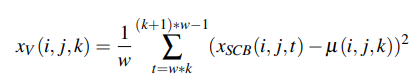 x_V(i, j, k) = \frac{1}{w} \sum_{t=w*k}^{(k+1)*w-1} (x_{SCB}(i, j, t) - \mu(i, j, k))^2